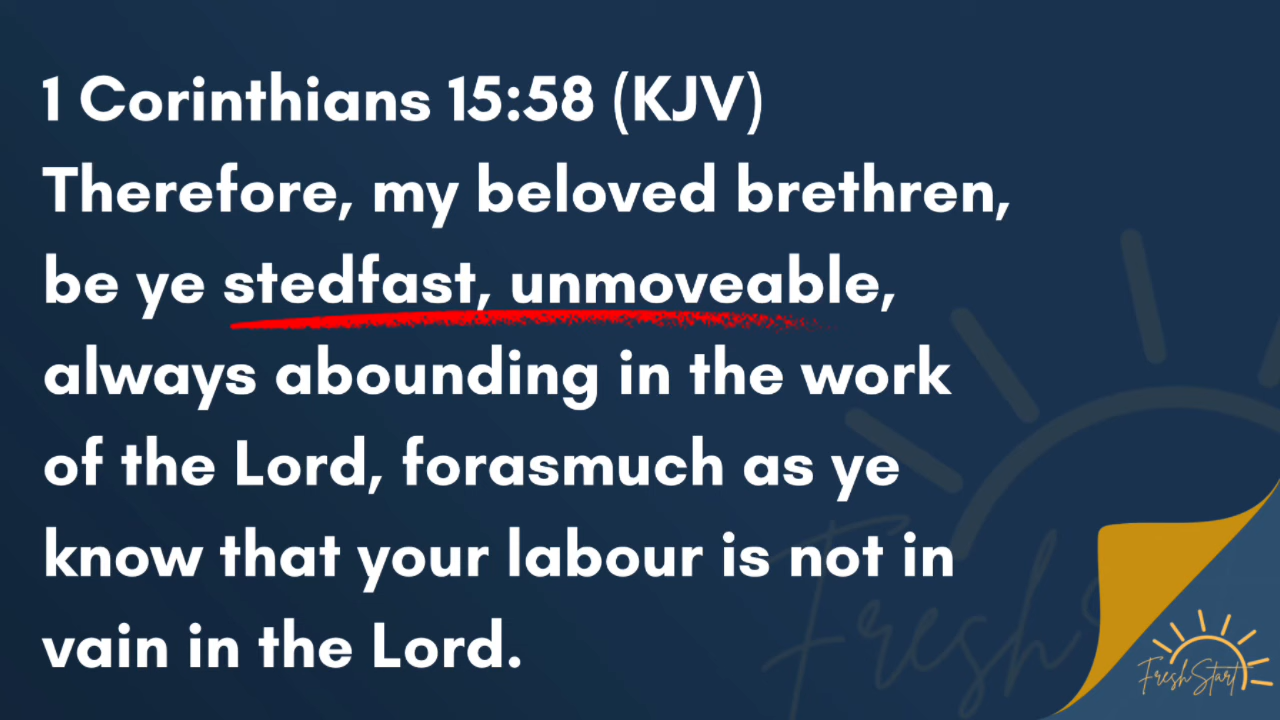 1 Corinthians 15:58 (KJV)
Therefore, my beloved brethren,
be ye stedfast, unmoveable,
always abounding in the work
of the Lord, forasmuch as ye
know that your labour is not in
vain in the Lord.
Fresh Start
FreshStart